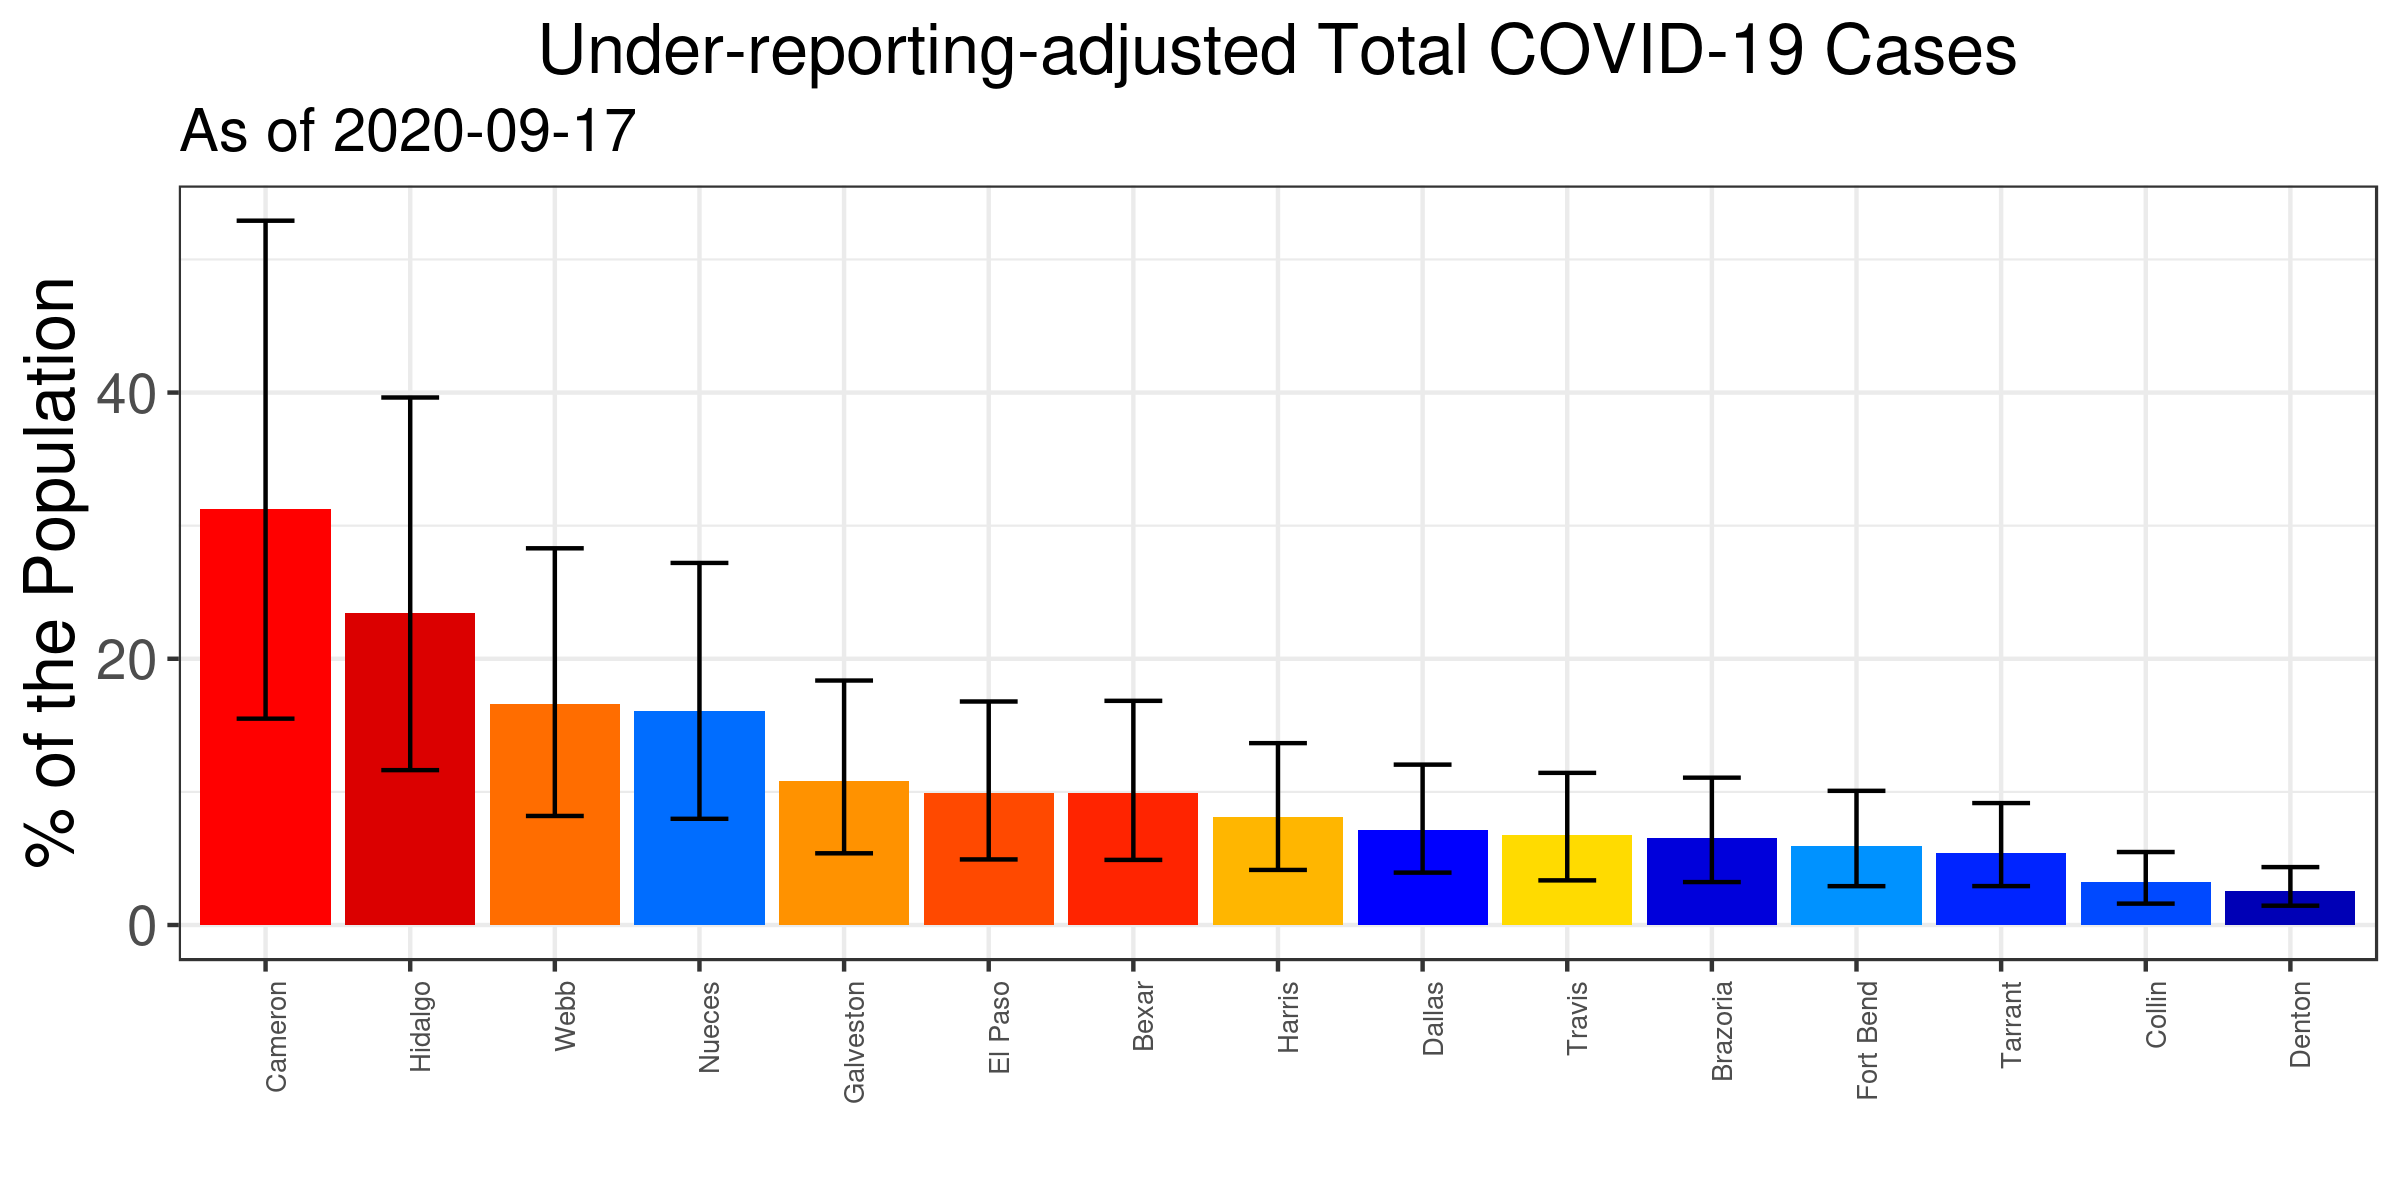 Under-reporting-adjusted Total COVID-19 Cases
As of 2020-09-17
% of the Population
40
20
0
Cameron
Hidalgo
Webb
Nueces
Galveston
El Paso
Bexar
Harris
Dallas
Travis
Brazoria
Fort Bend
Tarrant
Collin
Denton